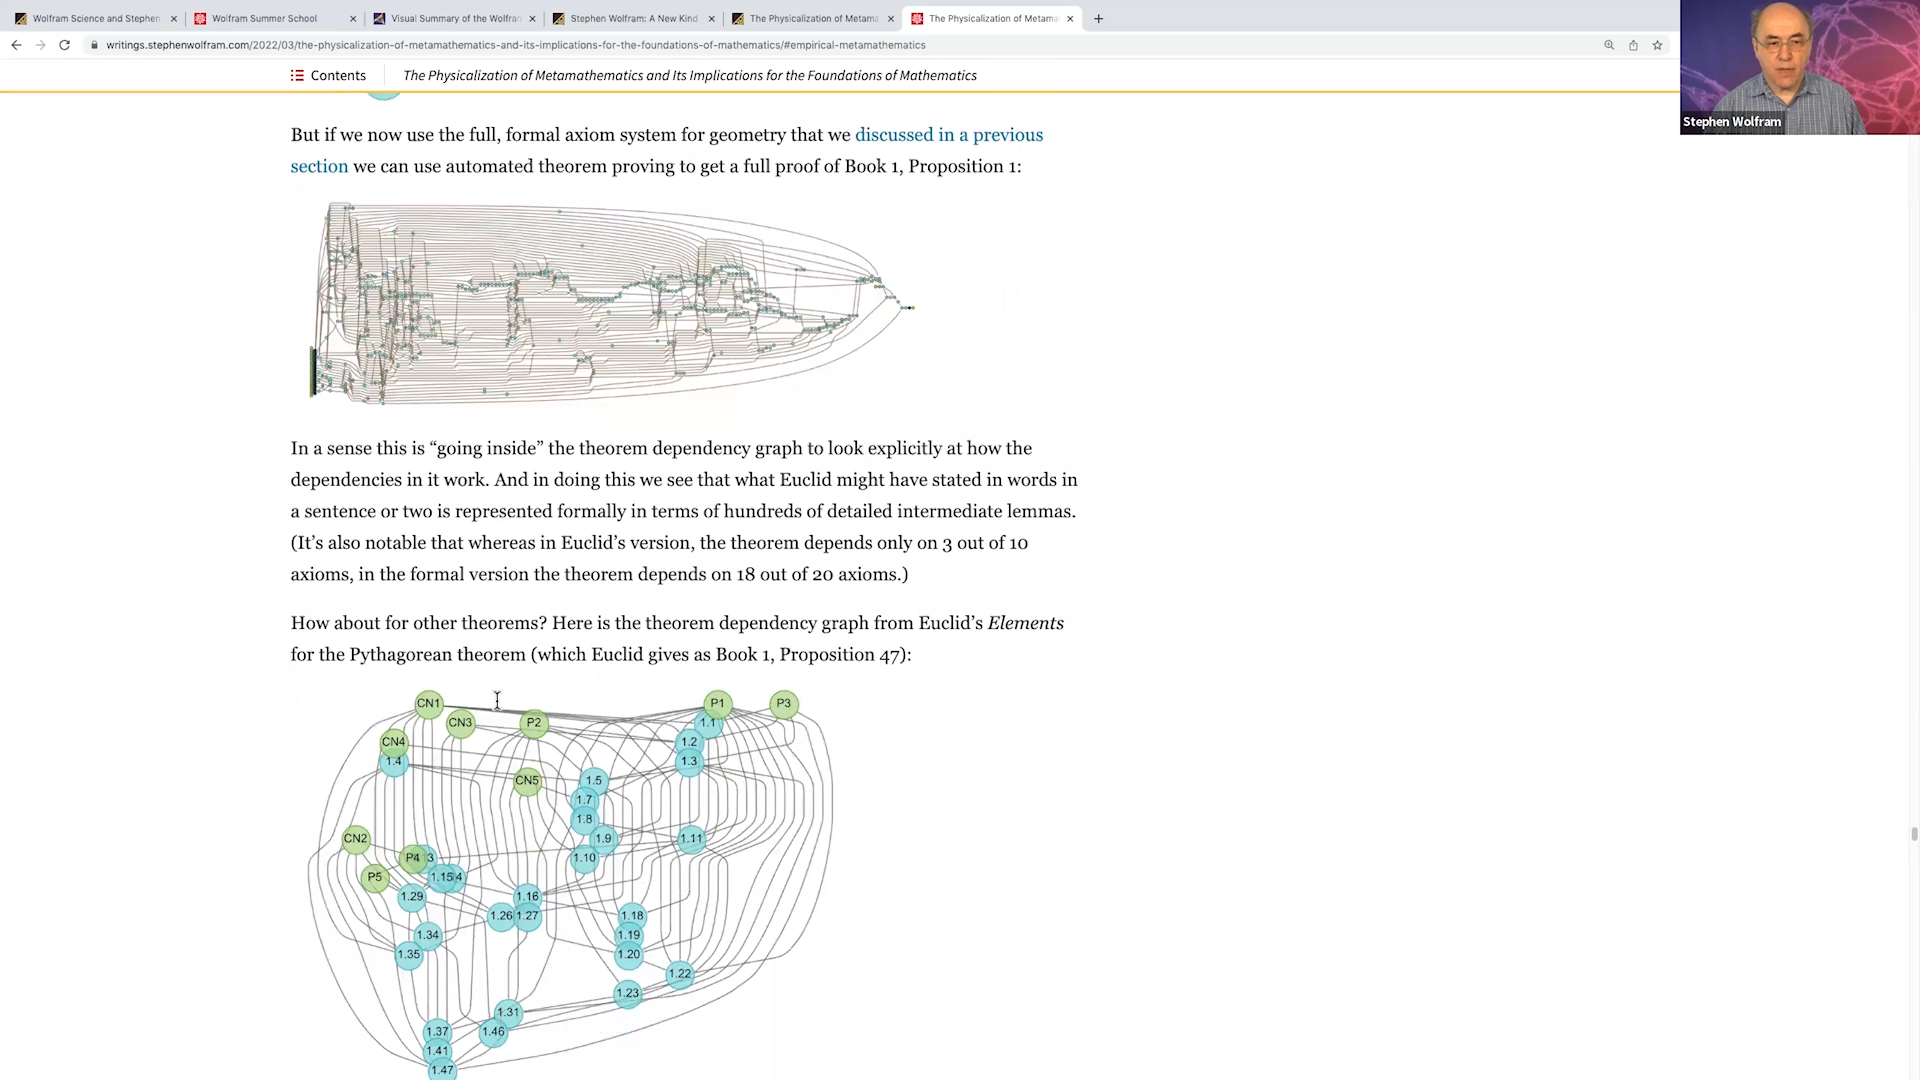 Wolfram Science and Stephen
Wolfram Summer School
Visual Summary of the Wolfran
Stephen Wolfram: A New Kind
The Physicalization of Metama
The Physicalization of Metama
writings.stephenwolfram.com/2022/03/the-physicalization-of-metamathematics-and-its-implications-for-the-foundations-of-mathematics/#empirical-metamathematics
Stephen Wolfram
Contents
The Physicalization of Metamathematics and Its Implications for the Foundations of Mathematics
But if we now use the full, formal axiom system for geometry that we discussed in a previous
section we can use automated theorem proving to get a full proof of Book 1, Proposition 1:
In a sense this is “going inside” the theorem dependency graph to look explicitly at how the
dependencies in it work. And in doing this we see that what Euclid might have stated in words in
a sentence or two is represented formally in terms of hundreds of detailed intermediate lemmas.
(It’s also notable that whereas in Euclid’s version, the theorem depends only on 3 out of 10
axioms, in the formal version the theorem depends on 18 out of 20 axioms.)
How about for other theorems? Here is the theorem dependency graph from Euclid’s Elements
for the Pythagorean theorem (which Euclid gives as Book 1, Proposition 47):
CN1 P1 P3
CN3 P2 1.1
CN4 1.2
1.4 1.3
CN5 1.5
1.7
1.8
CN2 1.9 1.11
P4 3 1.10
P5 1.15 4
1.29 1.16
1.26 1.27 1.18
1.34 1.19
1.35 1.20
1.22
1.23
1.31
1.37 1.46
1.41
1.47